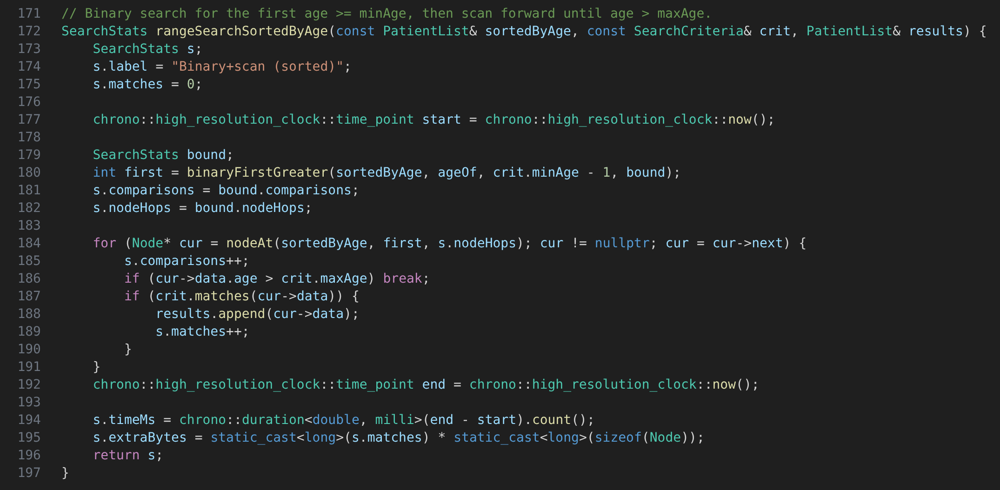 171 // Binary search for the first age >= minAge, then scan forward until age > maxAge.
172 SearchStats rangeSearchSortedByAge(const PatientList& sortedByAge, const SearchCriteria& crit, PatientList& results) {
173     SearchStats s;
174     s.label = "Binary+scan (sorted)";
175     s.matches = 0;
176
177     chrono::high_resolution_clock::time_point start = chrono::high_resolution_clock::now();
178
179     SearchStats bound;
180     int first = binaryFirstGreater(sortedByAge, ageOf, crit.minAge - 1, bound);
181     s.comparisons = bound.comparisons;
182     s.nodeHops = bound.nodeHops;
183
184     for (Node* cur = nodeAt(sortedByAge, first, s.nodeHops); cur != nullptr; cur = cur->next) {
185         s.comparisons++;
186         if (cur->data.age > crit.maxAge) break;
187         if (crit.matches(cur->data)) {
188             results.append(cur->data);
189             s.matches++;
190         }
191     }
192     chrono::high_resolution_clock::time_point end = chrono::high_resolution_clock::now();
193
194     s.timeMs = chrono::duration<double, milli>(end - start).count();
195     s.extraBytes = static_cast<long>(s.matches) * static_cast<long>(sizeof(Node));
196     return s;
197 }